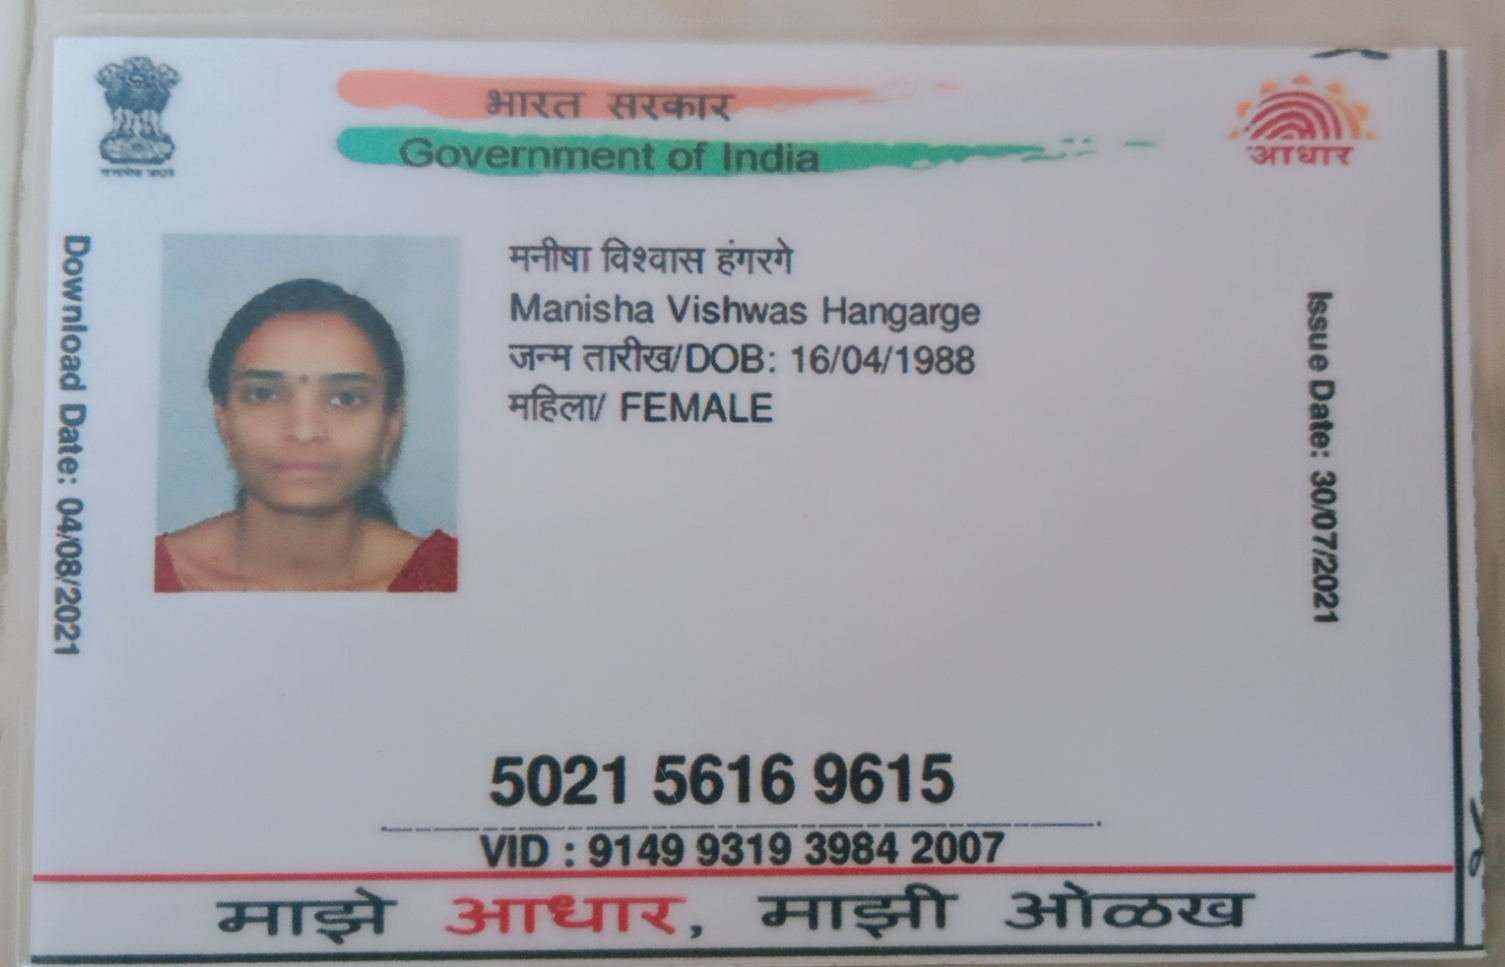 भारत सरकार
Government of India
आधार
Download Date: 04/08/2021
मनीषा विश्वास हंगरगे
Manisha Vishwas Hangarge
जन्म तारीख/DOB: 16/04/1988
महिला/ FEMALE
Issue Date: 30/07/2021
5021 5616 9615
VID : 9149 9319 3984 2007
माझे आधार, माझी ओळख